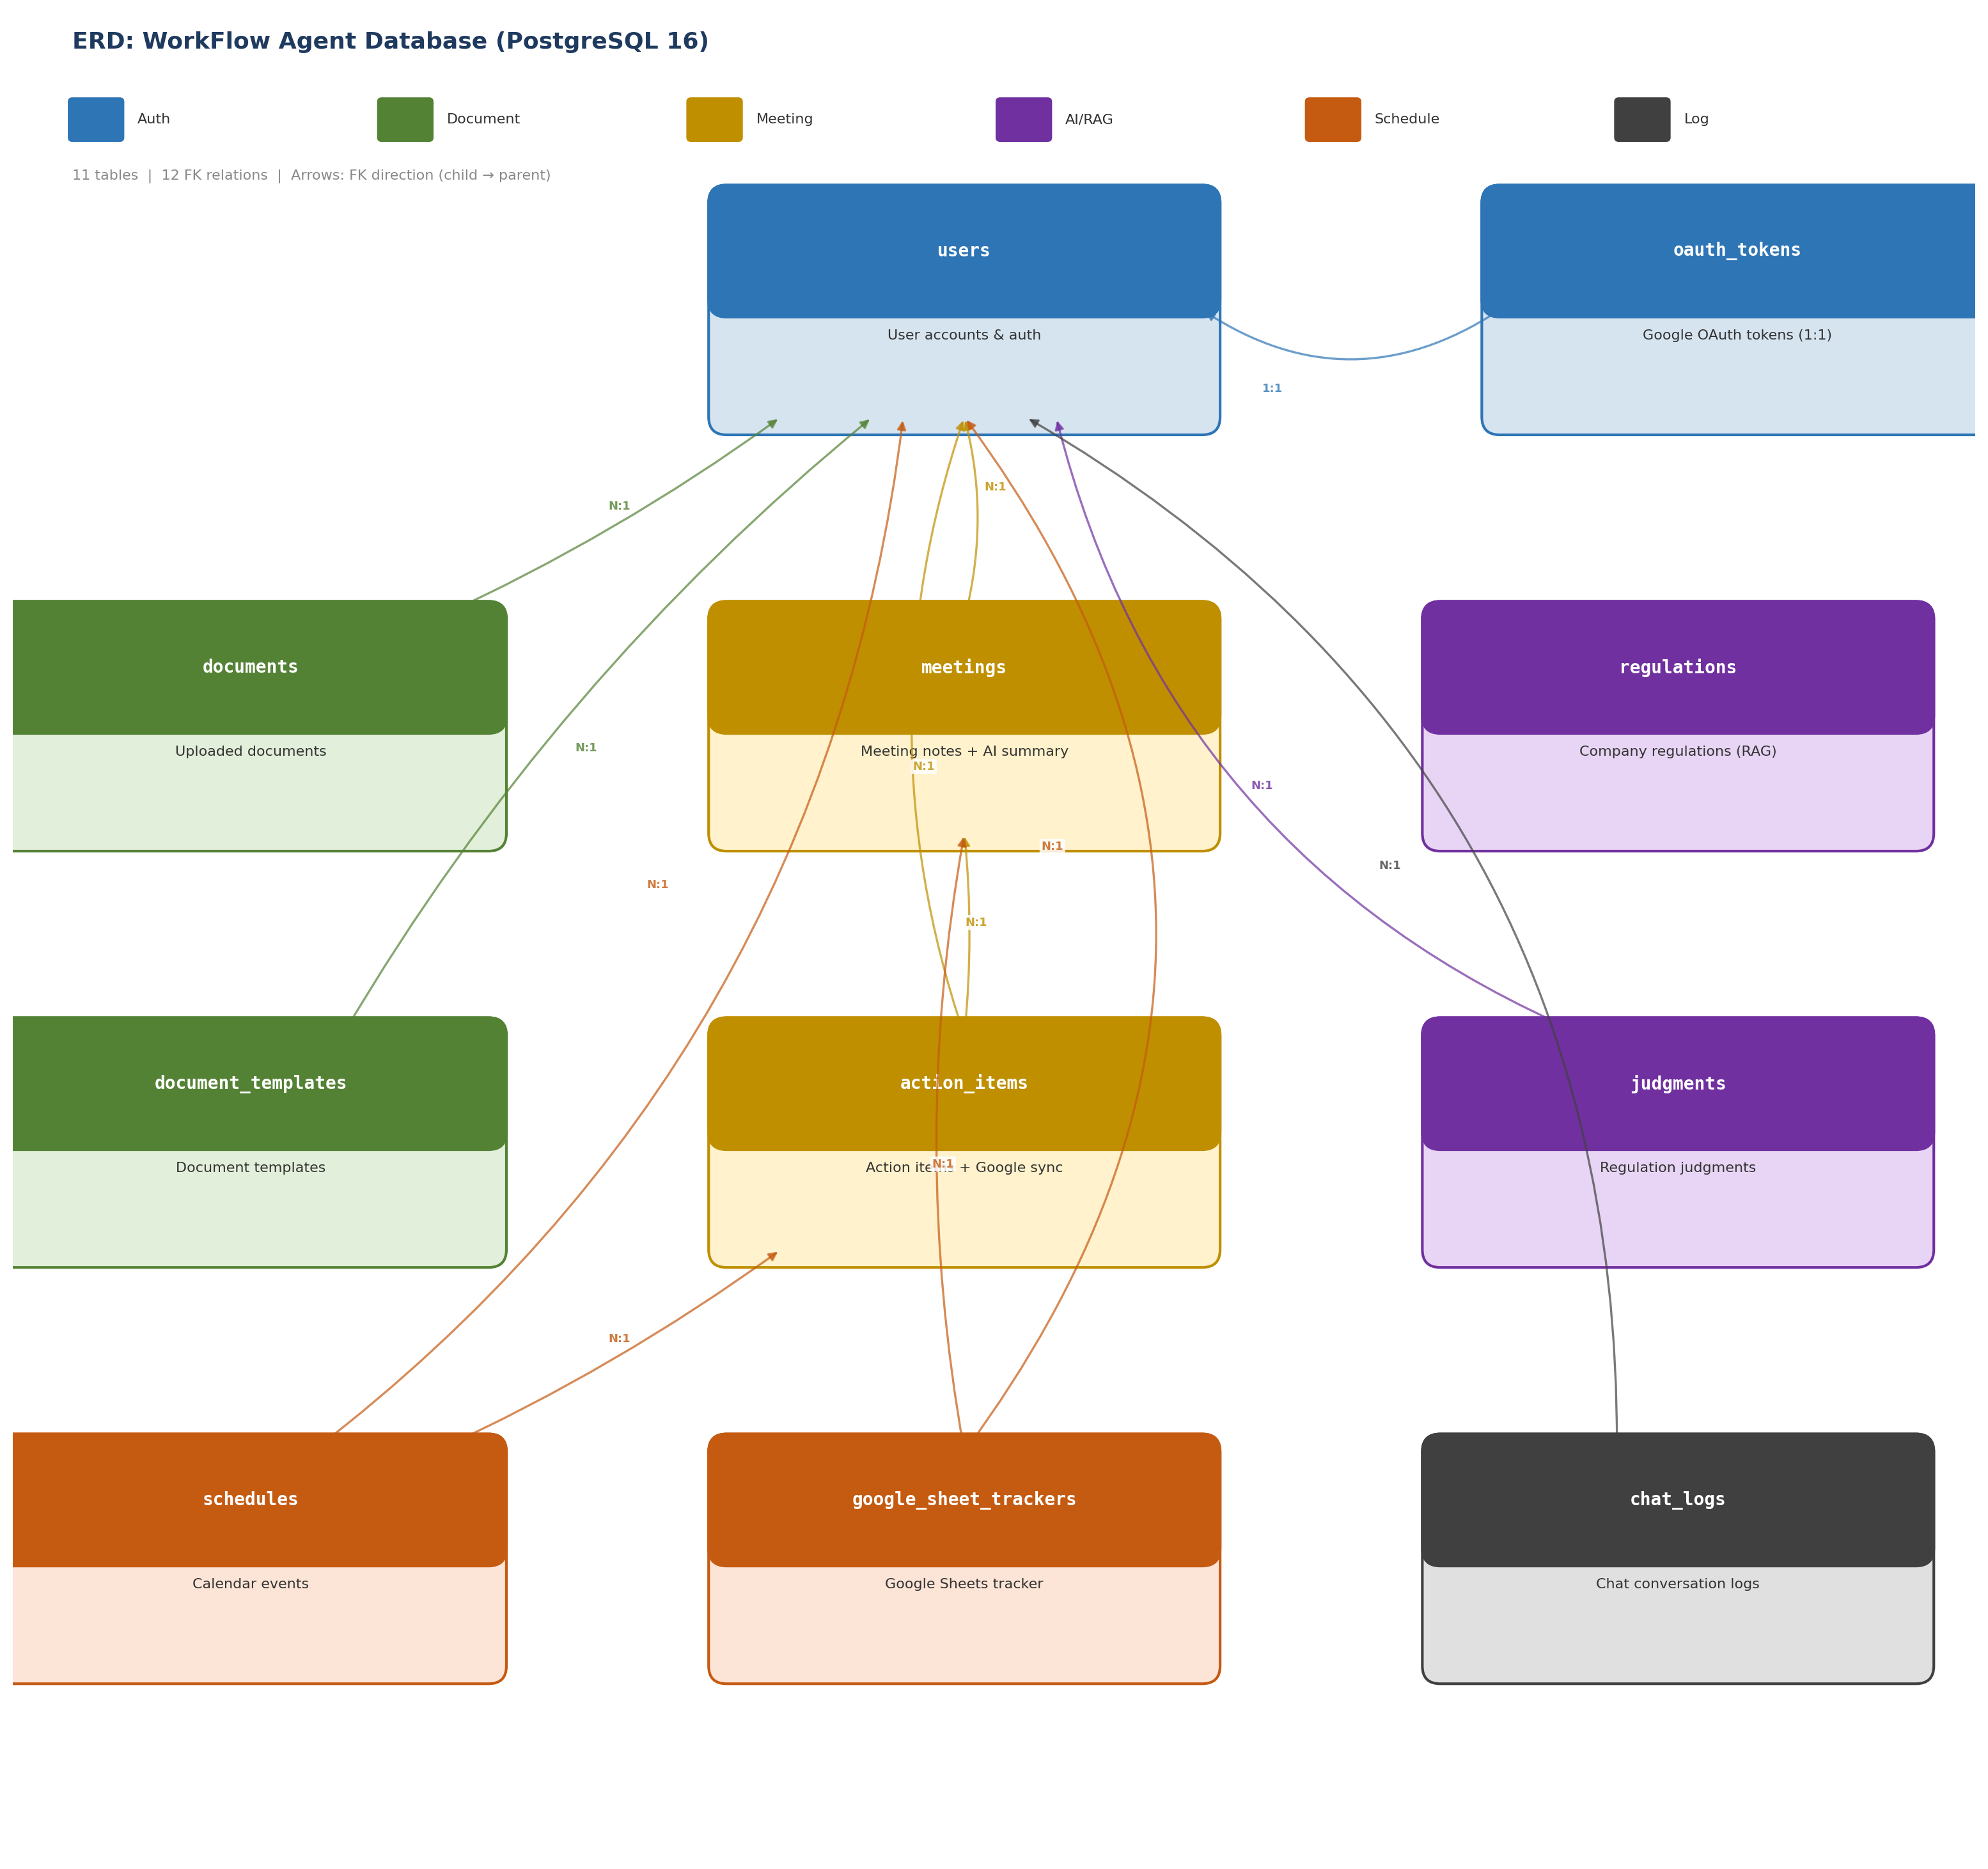 ERD: WorkFlow Agent Database (PostgreSQL 16)
Auth
Document
Meeting
AI/RAG
Schedule
Log
11 tables | 12 FK relations | Arrows: FK direction (child → parent)
users
User accounts & auth
oauth_tokens
Google OAuth tokens (1:1)
1:1
N:1
N:1
documents
Uploaded documents
meetings
Meeting notes + AI summary
regulations
Company regulations (RAG)
N:1
N:1
N:1
N:1
N:1
N:1
N:1
document_templates
Document templates
action_items
Action items + Google sync
judgments
Regulation judgments
N:1
N:1
schedules
Calendar events
google_sheet_trackers
Google Sheets tracker
chat_logs
Chat conversation logs